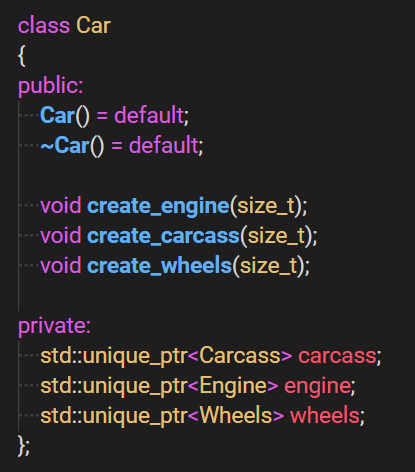 class Car
{
public:
    Car() = default;
    ~Car() = default;

    void create_engine(size_t);
    void create_carcass(size_t);
    void create_wheels(size_t);

private:
    std::unique_ptr<Carcass> carcass;
    std::unique_ptr<Engine> engine;
    std::unique_ptr<Wheels> wheels;
};